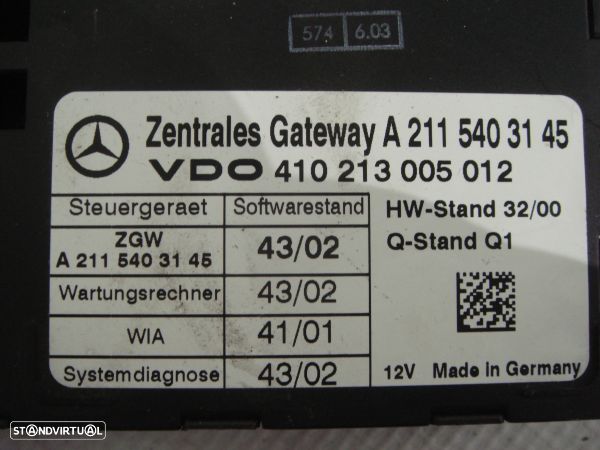 574 6.03
Zentrales Gateway A 211 540 31 45
VDO 410 213 005 012
Steuergeraet Softwarestand
ZGW
A 211 540 31 45 43/02
Wartungsrechner 43/02
WIA 41/01
Systemdiagnose 43/02
HW-Stand 32/00
Q-Stand Q1
12V Made in Germany
STANDVIRTUAL